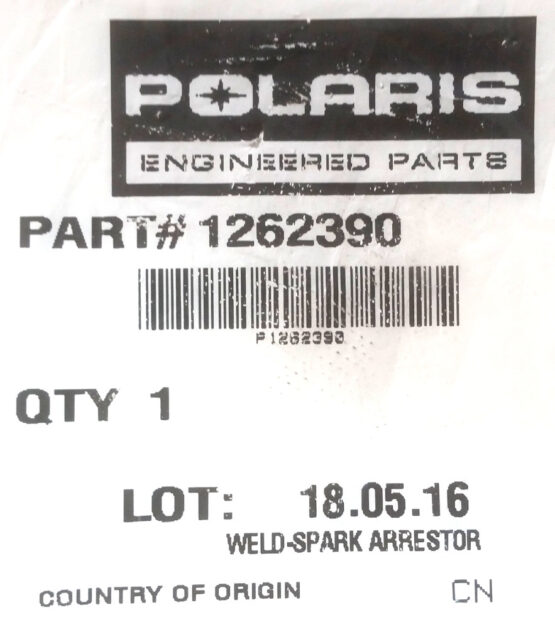 POLARIS
ENGINEERED PARTS
PART# 1262390
P1262390
QTY 1
LOT: 18.05.16
WELD-SPARK ARRESTOR
COUNTRY OF ORIGIN CN